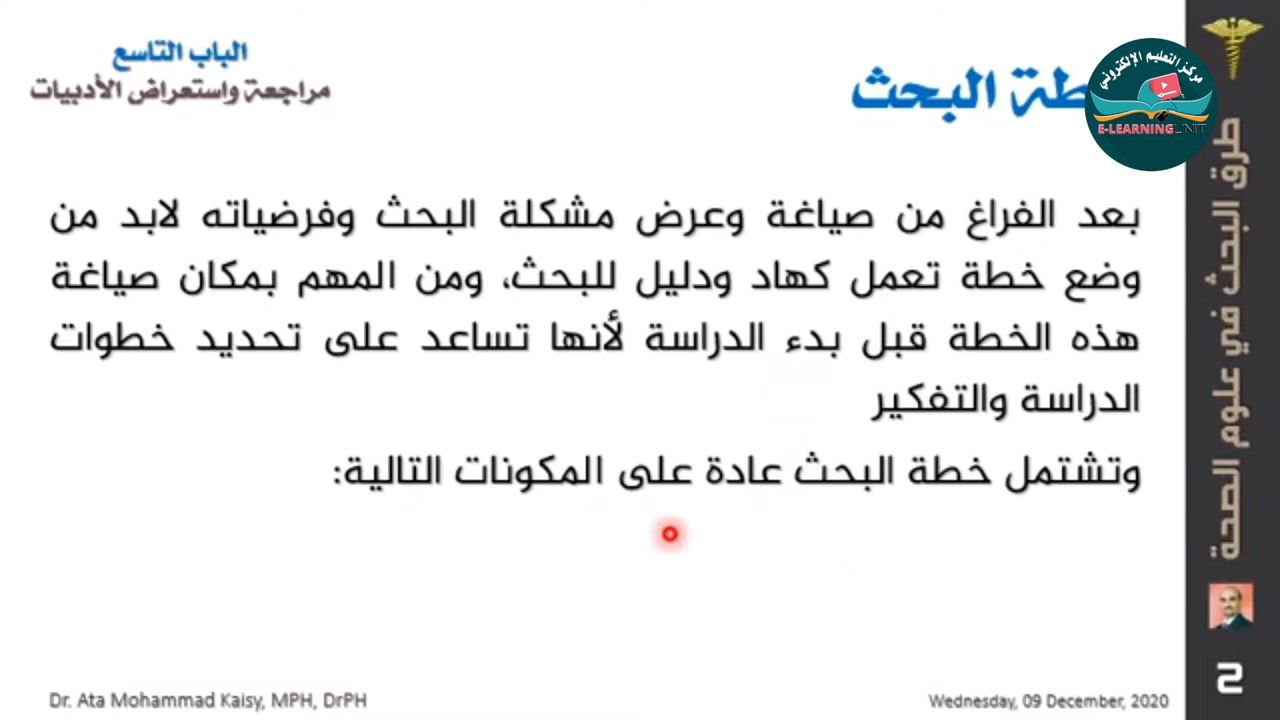 الباب التاسع
مراجعة واستعراض الأدبيات
البحث
مركز التعليم الإلكتروني
E-LEARNING UNIT
بعد الفراغ من صياغة وعرض مشكلة البحث وفرضياته لابد من
وضع خطة تعمل كهاد ودليل للبحث، ومن المهم بمكان صياغة
هذه الخطة قبل بدء الدراسة لأنها تساعد على تحديد خطوات
الدراسة والتفكير
وتشتمل خطة البحث عادة على المكونات التالية:
طرق البحث في علوم الصحة
2
Dr. Ata Mohammad Kaisy, MPH, DrPH
Wednesday, 09 December, 2020